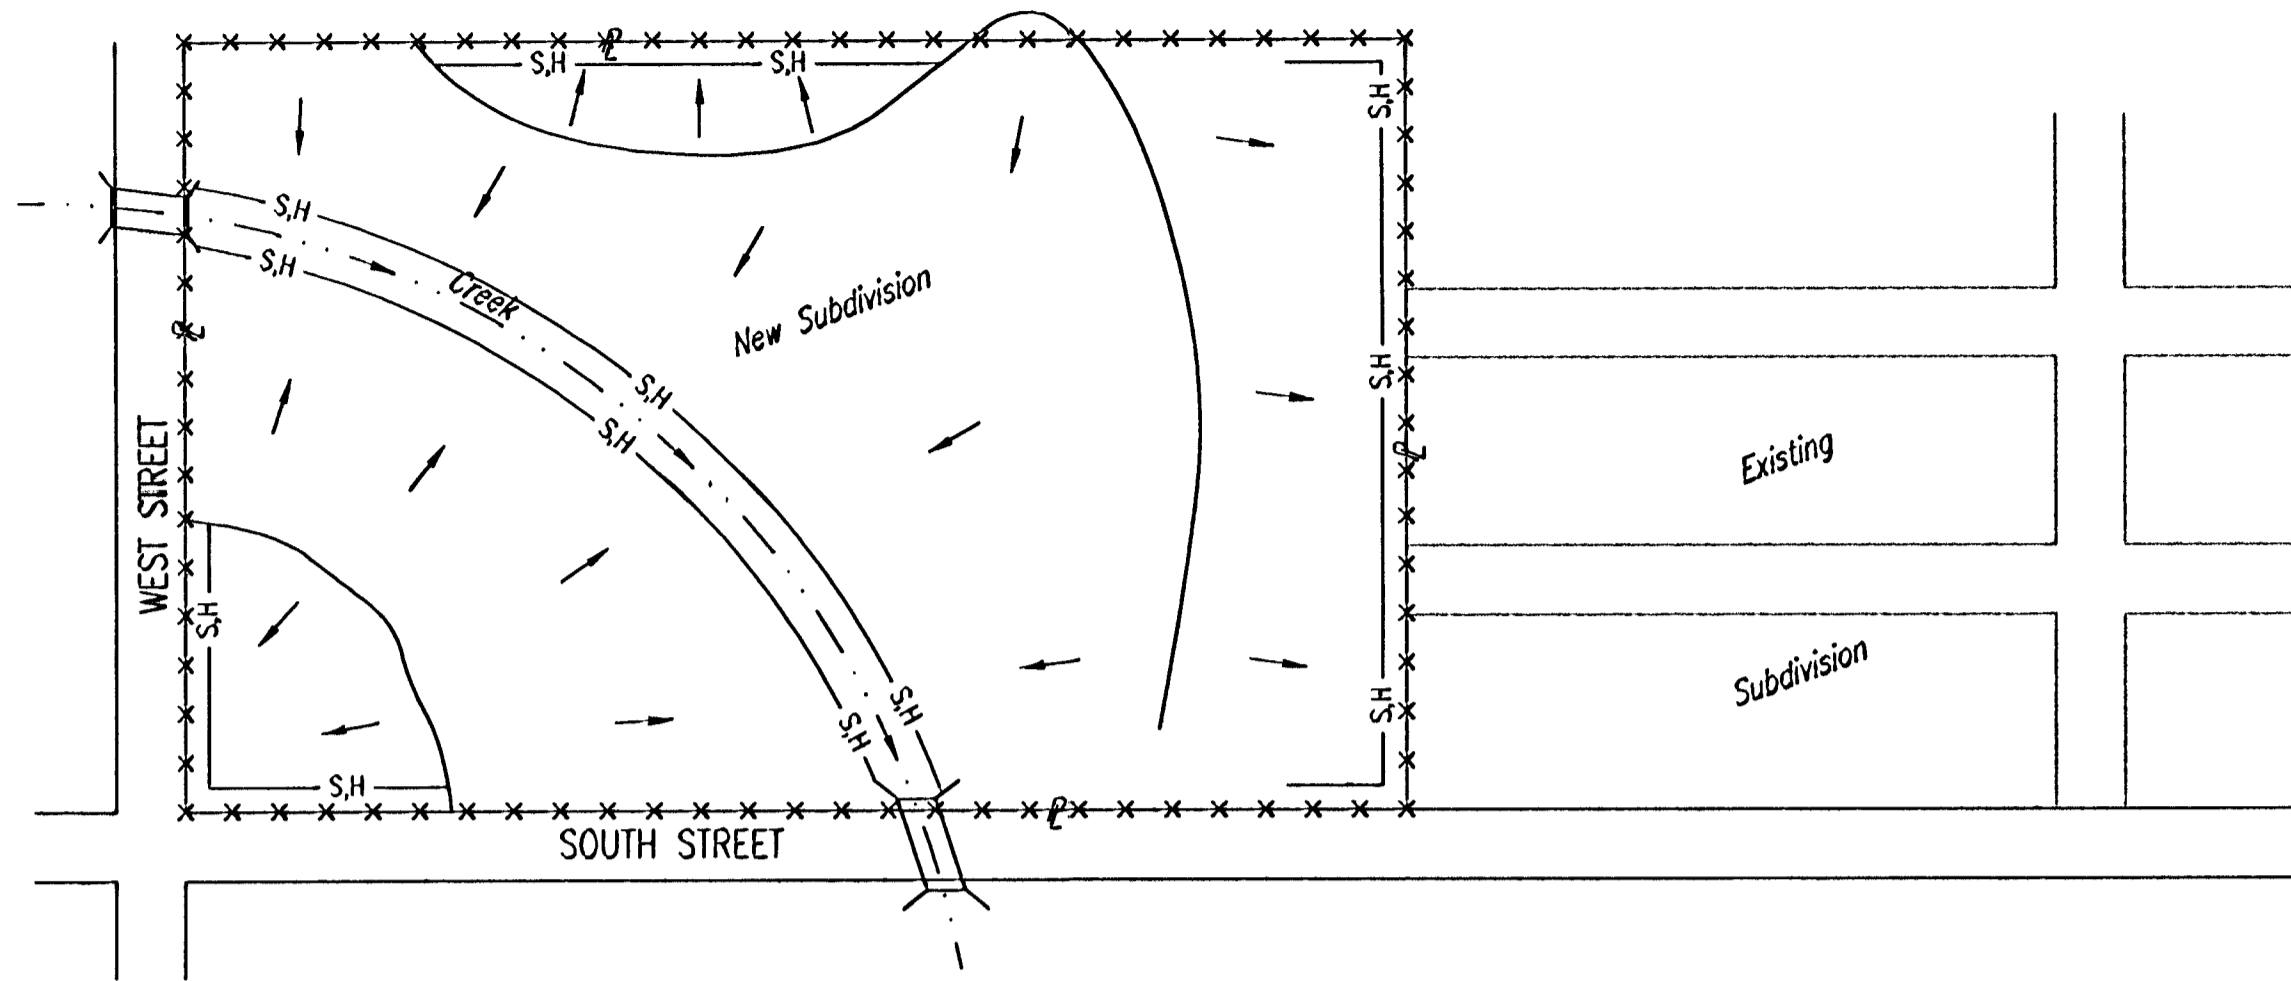 ℄
S,H
S,H
S,H
S,H
S,H
Creek
New Subdivision
℄
S,H
S,H
S,H
WEST STREET
℄
Existing
S,H
Subdivision
S,H
S,H
S,H
S,H
℄
SOUTH STREET